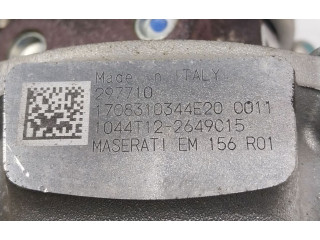 Made in ITALY
297710
1708310344E20 0011
1044T12-2649C15
MASERATI EM 156 R01